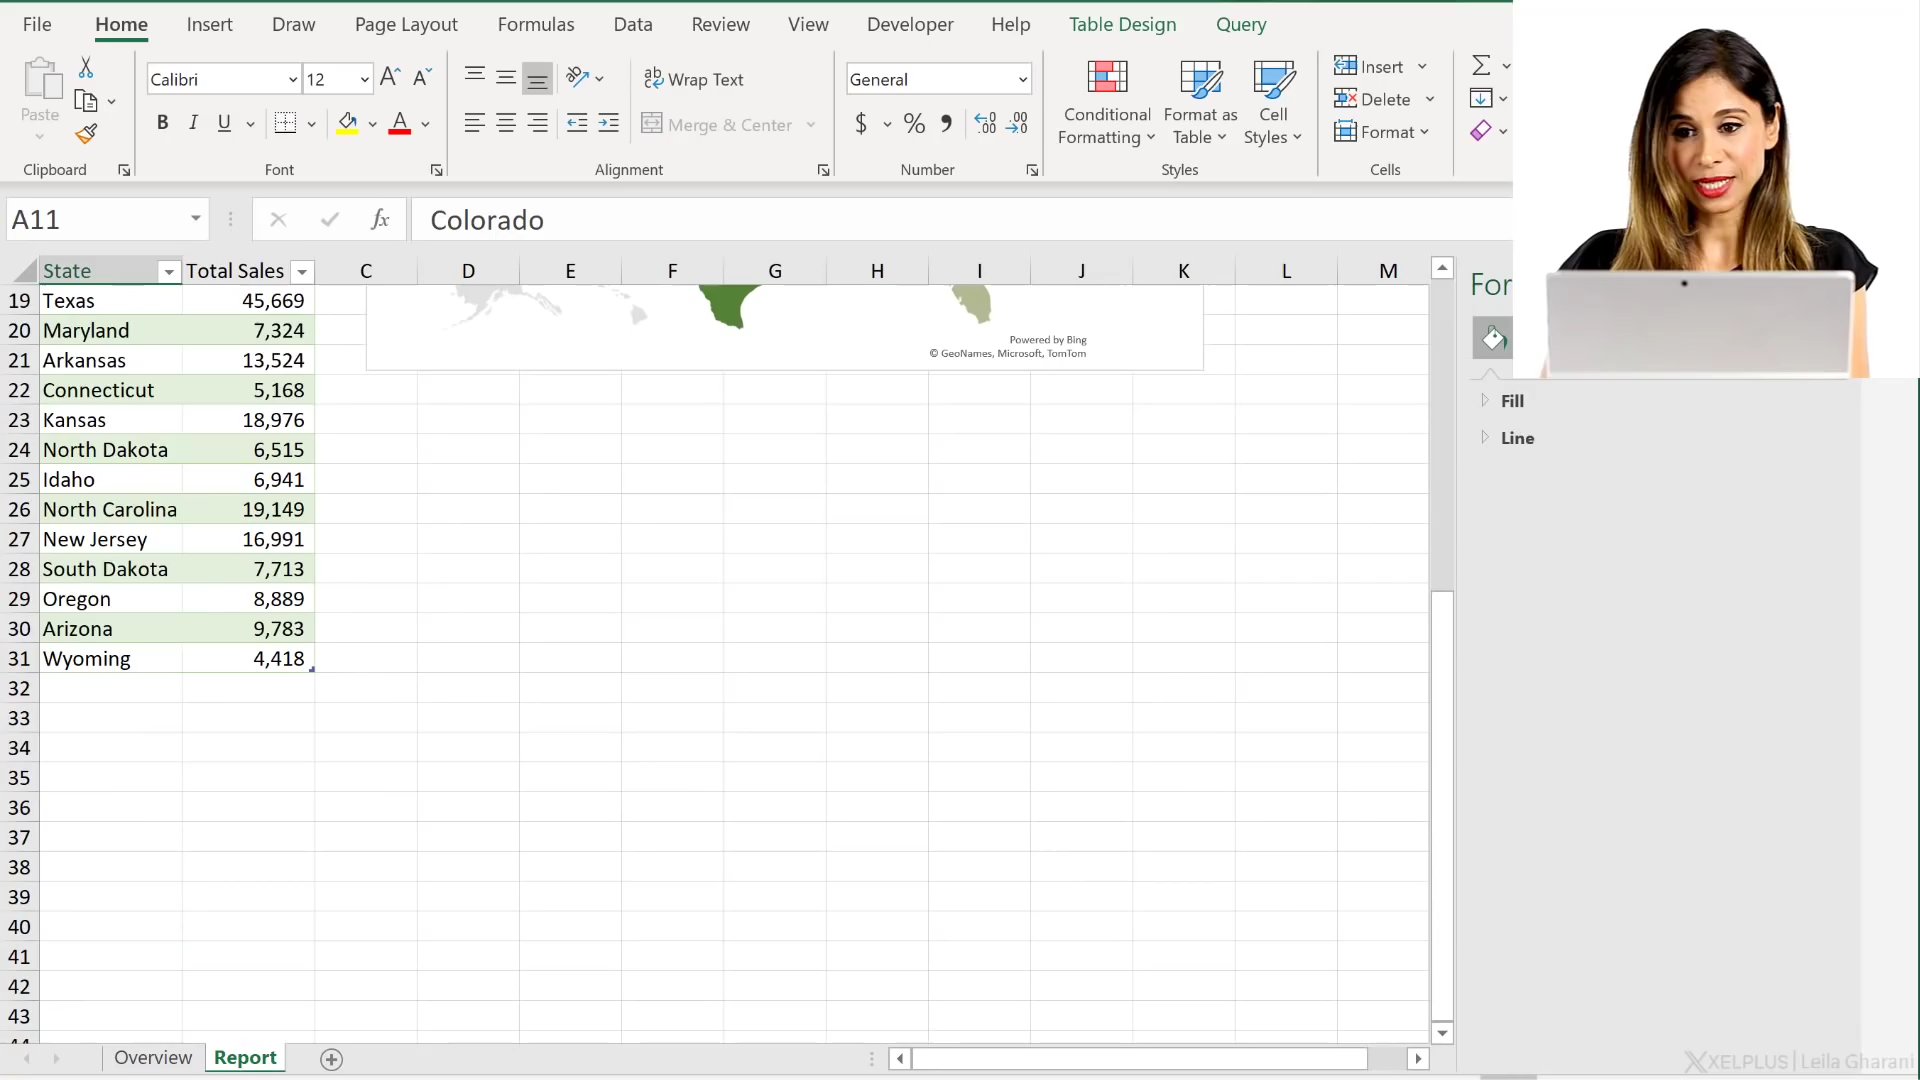 File Home Insert Draw Page Layout Formulas Data Review View Developer Help Table Design Query
Calibri 12 Wrap Text General Insert
Paste Conditional Formatting Format as Table Cell Styles Delete
B I U Merge & Center $ % Format
Clipboard Font Alignment Number Styles Cells
A11 fx Colorado
State Total Sales C D E F G H I J K L M
For
19 Texas 45,669
20 Maryland 7,324
Powered by Bing
21 Arkansas 13,524
© GeoNames, Microsoft, TomTom
22 Connecticut 5,168
Fill
23 Kansas 18,976
Line
24 North Dakota 6,515
25 Idaho 6,941
26 North Carolina 19,149
27 New Jersey 16,991
28 South Dakota 7,713
29 Oregon 8,889
30 Arizona 9,783
31 Wyoming 4,418
32
33
34
35
36
37
38
39
40
41
42
43
Overview Report
XELPLUS | Leila Gharani